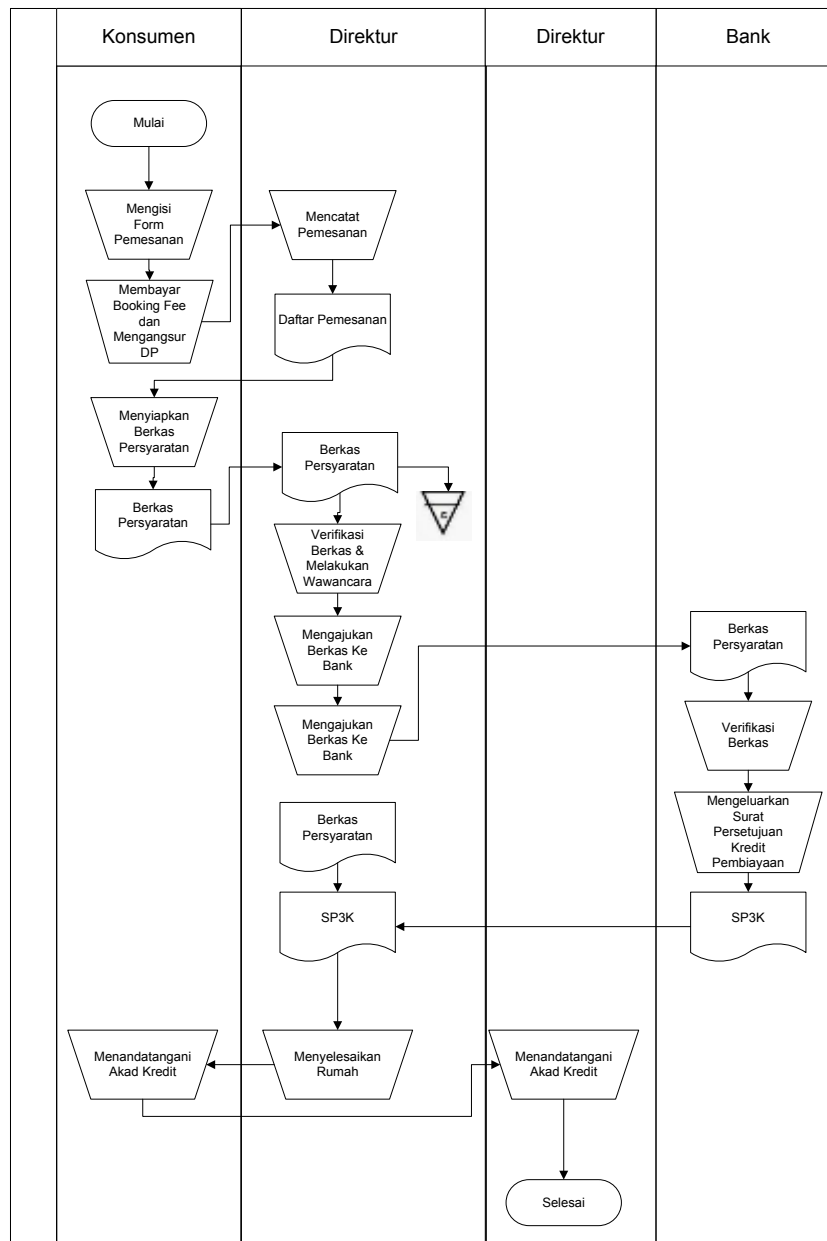 Konsumen
Direktur
Direktur
Bank
Mulai
Mengisi
Form
Pemesanan
Mencatat
Pemesanan
Membayar
Booking Fee
dan
Mengangsur
DP
Daftar Pemesanan
Menyiapkan
Berkas
Persyaratan
Berkas
Persyaratan
Berkas
Persyaratan
Verifikasi
Berkas &
Melakukan
Wawancara
Mengajukan
Berkas Ke
Bank
Berkas
Persyaratan
Mengajukan
Berkas Ke
Bank
Verifikasi
Berkas
Mengeluarkan
Surat
Persetujuan
Kredit
Pembiayaan
Berkas
Persyaratan
SP3K
SP3K
Menandatangani
Akad Kredit
Menyelesaikan
Rumah
Menandatangani
Akad Kredit
Selesai